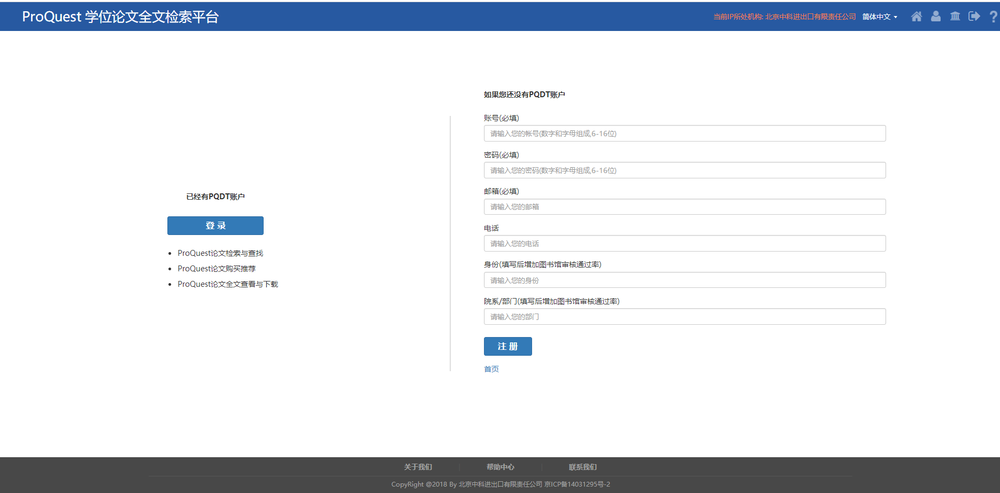 ProQuest 学位论文全文检索平台
当前IP所处机构: 北京中科进出口有限责任公司 简体中文
已经有PQDT账户
登 录
ProQuest论文检索与查找
ProQuest论文购买推荐
ProQuest论文全文查看与下载
如果您还没有PQDT账户
账号(必填)
请输入您的帐号(数字和字母组成,6-16位)
密码(必填)
请输入您的密码(数字和字母组成,6-16位)
邮箱(必填)
请输入您的邮箱
电话
请输入您的电话
身份(填写后增加图书馆审核通过率)
请输入您的身份
院系/部门(填写后增加图书馆审核通过率)
请输入您的部门
注 册
首页
关于我们 | 帮助中心 | 联系我们
CopyRight @2018 By 北京中科进出口有限责任公司 京ICP备14031295号-2